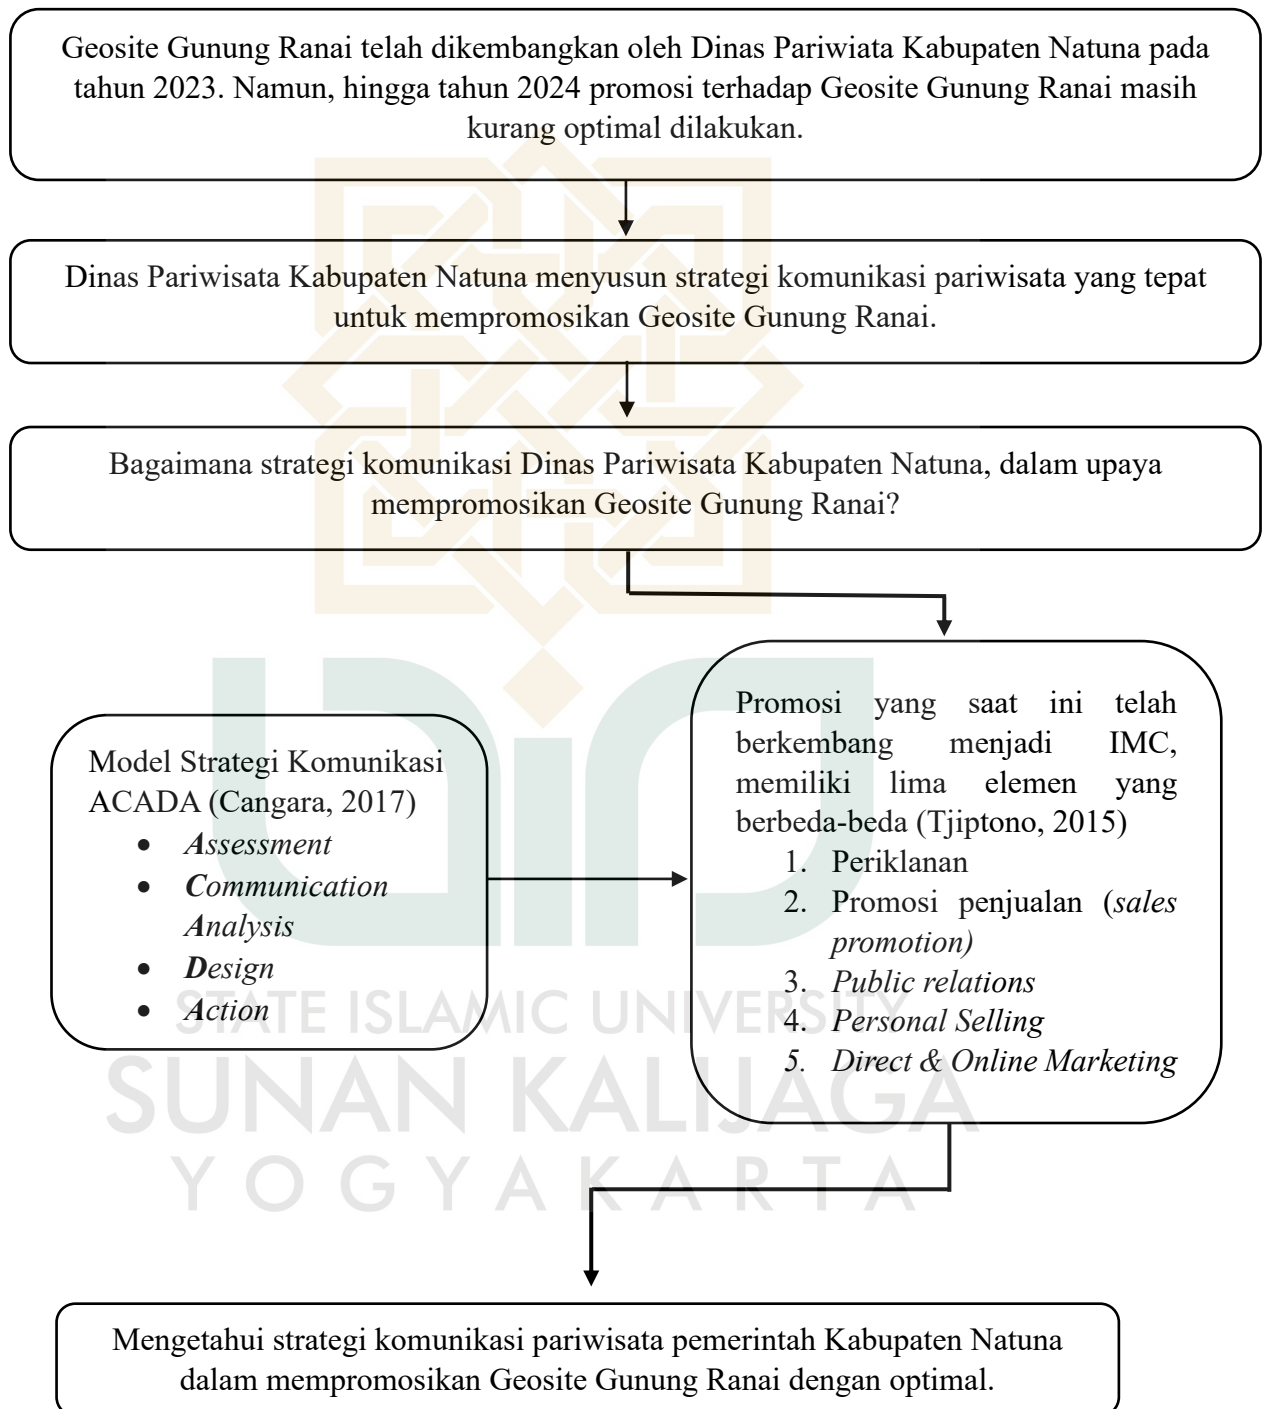 Geosite Gunung Ranai telah dikembangkan oleh Dinas Pariwiata Kabupaten Natuna pada
tahun 2023. Namun, hingga tahun 2024 promosi terhadap Geosite Gunung Ranai masih
kurang optimal dilakukan.
Dinas Pariwisata Kabupaten Natuna menyusun strategi komunikasi pariwisata yang tepat
untuk mempromosikan Geosite Gunung Ranai.
Bagaimana strategi komunikasi Dinas Pariwisata Kabupaten Natuna, dalam upaya
mempromosikan Geosite Gunung Ranai?
Model Strategi Komunikasi
ACADA (Cangara, 2017)
• Assessment
• Communication
Analysis
• Design
• Action
Promosi yang saat ini telah
berkembang menjadi IMC,
memiliki lima elemen yang
berbeda-beda (Tjiptono, 2015)
1. Periklanan
2. Promosi penjualan (sales
promotion)
3. Public relations
4. Personal Selling
5. Direct & Online Marketing
STATE ISLAMIC UNIVERSITY
SUNAN KALIJAGA
YOGYAKARTA
Mengetahui strategi komunikasi pariwisata pemerintah Kabupaten Natuna
dalam mempromosikan Geosite Gunung Ranai dengan optimal.